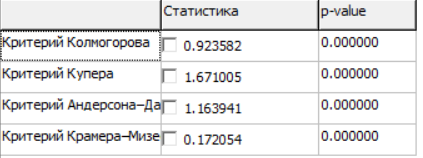 Статистика p-value
Критерий Колмогорова 0.923582 0.000000
Критерий Купера 1.671005 0.000000
Критерий Андерсона-Да 1.163941 0.000000
Критерий Крамера-Мизе 0.172054 0.000000